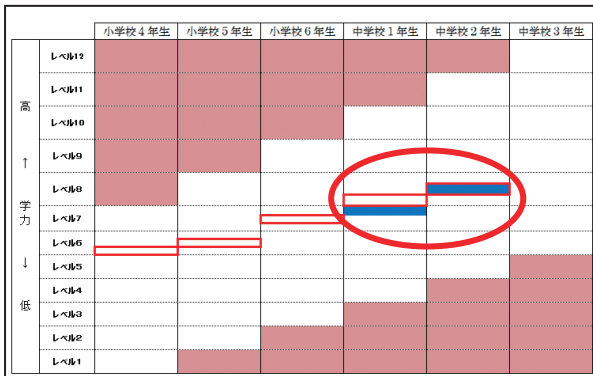 小学校４年生 小学校５年生 小学校６年生 中学校１年生 中学校２年生 中学校３年生
高
↑
学
力
↓
低
レベル12
レベル11
レベル10
レベル9
レベル8
レベル7
レベル6
レベル5
レベル4
レベル3
レベル2
レベル1